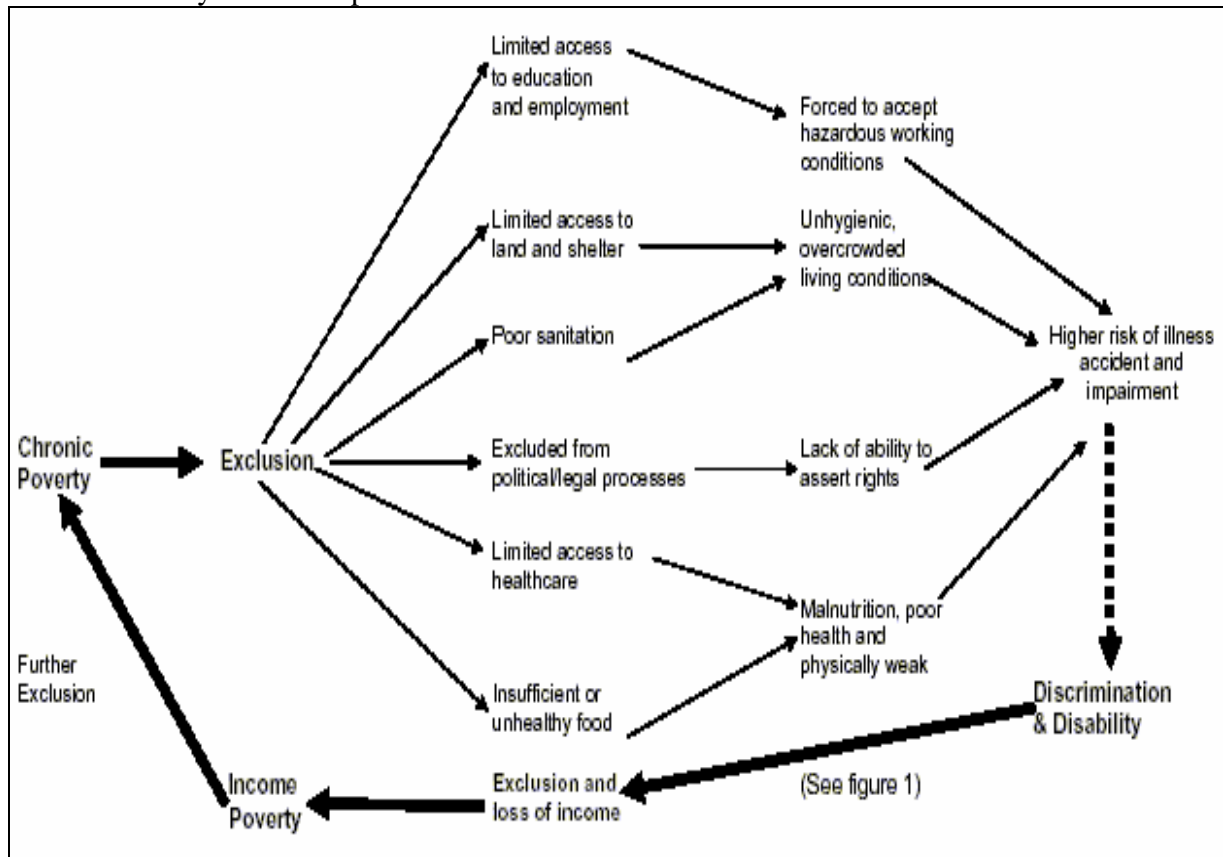 Limited access
to education
and employment
Forced to accept
hazardous working
conditions
Limited access to
land and shelter
Unhygienic,
overcrowded
living conditions
Poor sanitation
Higher risk of illness
accident and
impairment
Chronic
Poverty
Exclusion
Excluded from
political/legal processes
Lack of ability to
assert rights
Limited access to
healthcare
Malnutrition, poor
health and
physically weak
Further
Exclusion
Insufficient or
unhealthy food
Discrimination
& Disability
Income
Poverty
Exclusion and
loss of income
(See figure 1)